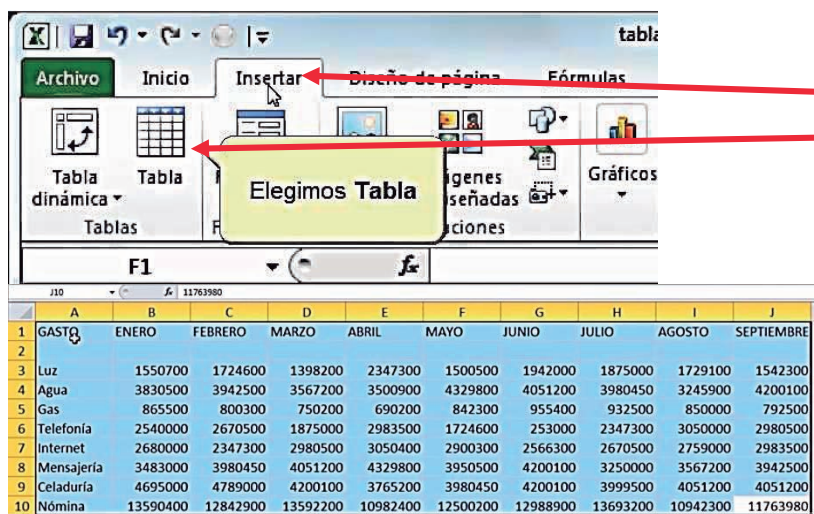 tabla
Archivo Inicio Insertar Diseño de página Fórmulas
Elegimos Tabla
Tabla dinámica Tabla Gráficos
Tablas
F1 fx
J10 fx 11763980
A B C D E F G H I J
1 GASTO ENERO FEBRERO MARZO ABRIL MAYO JUNIO JULIO AGOSTO SEPTIEMBRE
2
3 Luz 1550700 1724600 1398200 2347300 1500500 1942000 1875000 1729100 1542300
4 Agua 3830500 3942500 3567200 3500900 4329800 4051200 3980450 3245900 4200100
5 Gas 865500 800300 750200 690200 842300 955400 932500 850000 792500
6 Telefonía 2540000 2670500 1875000 2983500 1724600 253000 2347300 3050000 2980500
7 Internet 2680000 2347300 2980500 3050400 2900300 2566300 2670500 2759000 2983500
8 Mensajería 3483000 3980450 4051200 4329800 3950500 4200100 3250000 3567200 3942500
9 Celaduría 4695000 4789000 4200100 3765200 3980450 4200100 3999500 4051200 4051200
10 Nómina 13590400 12842900 13592200 10982400 12500200 12988900 13693200 10942300 11763980